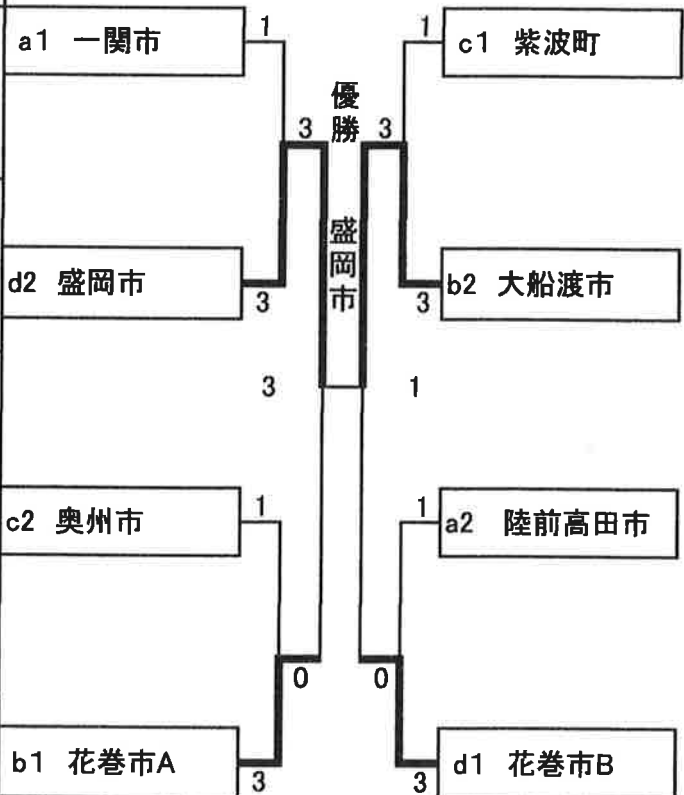 a1 一関市
1
1
c1 紫波町
優勝
3
3
盛岡市
d2 盛岡市
3
3
b2 大船渡市
3
1
c2 奥州市
1
1
a2 陸前高田市
0
0
b1 花巻市A
3
3
d1 花巻市B